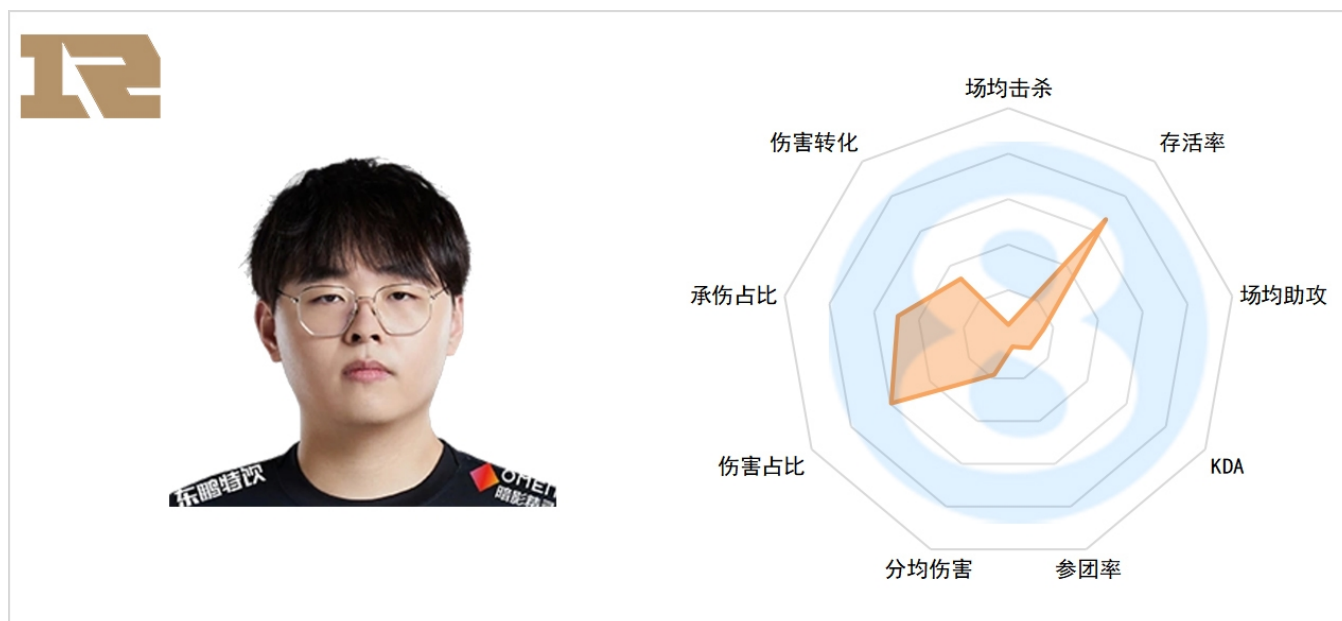 场均击杀
伤害转化
存活率
承伤占比
场均助攻
伤害占比
KDA
东鹏特饮
OMEN
暗影精灵
分均伤害
参团率